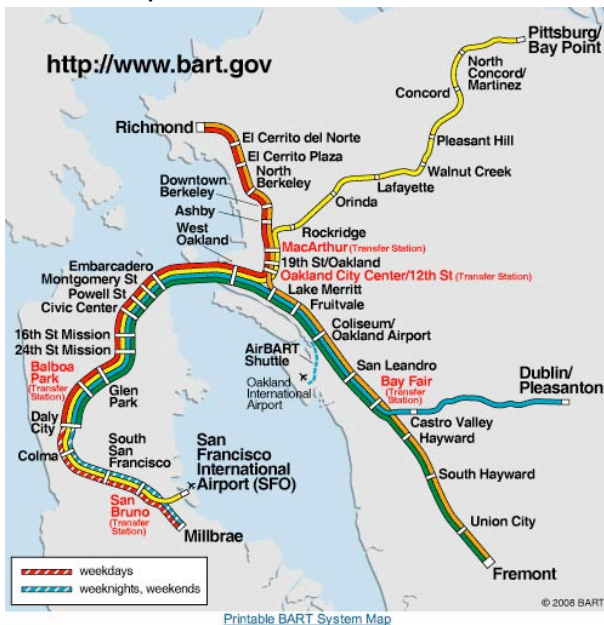 http://www.bart.gov
Pittsburg/
Bay Point
North
Concord/
Martinez
Concord
Richmond
El Cerrito del Norte
Pleasant Hill
El Cerrito Plaza
North
Berkeley
Walnut Creek
Downtown
Berkeley
Lafayette
Orinda
Ashby
West
Oakland
Rockridge
MacArthur (Transfer Station)
19th St/Oakland
Embarcadero
Oakland City Center/12th St (Transfer Station)
Montgomery St
Lake Merritt
Powell St
Fruitvale
Civic Center
Coliseum/
Oakland Airport
16th St Mission
24th St Mission
AirBART
Shuttle
San Leandro
Balboa
Park
(Transfer
Station)
Glen
Park
Oakland
International
Airport
Bay Fair
(Transfer
Station)
Dublin/
Pleasanton
Daly
City
Castro Valley
Hayward
Colma
South
San
Francisco
San
Francisco
International
Airport (SFO)
South Hayward
San
Bruno
(Transfer
Station)
Millbrae
Union City
Fremont
weekdays
weeknights, weekends
© 2008 BART
Printable BART System Map